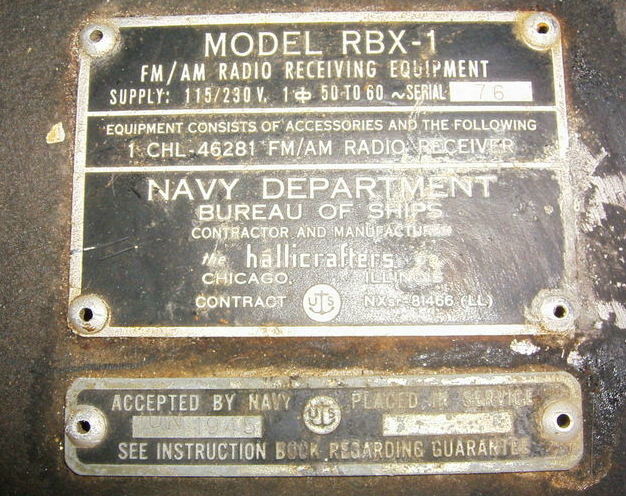 MODEL RBX-1
FM/AM RADIO RECEIVING EQUIPMENT
SUPPLY: 115/230 V. 1 ф 50 TO 60 ~ SERIAL 76
EQUIPMENT CONSISTS OF ACCESSORIES AND THE FOLLOWING
1 CHL-46281 FM/AM RADIO RECEIVER
NAVY DEPARTMENT
BUREAU OF SHIPS
CONTRACTOR AND MANUFACTURER
the hallicrafters co.
CHICAGO, ILLINOIS
CONTRACT US NXsr-81466 (LL)
ACCEPTED BY NAVY US PLACED IN SERVICE
1945
SEE INSTRUCTION BOOK REGARDING GUARANTEE